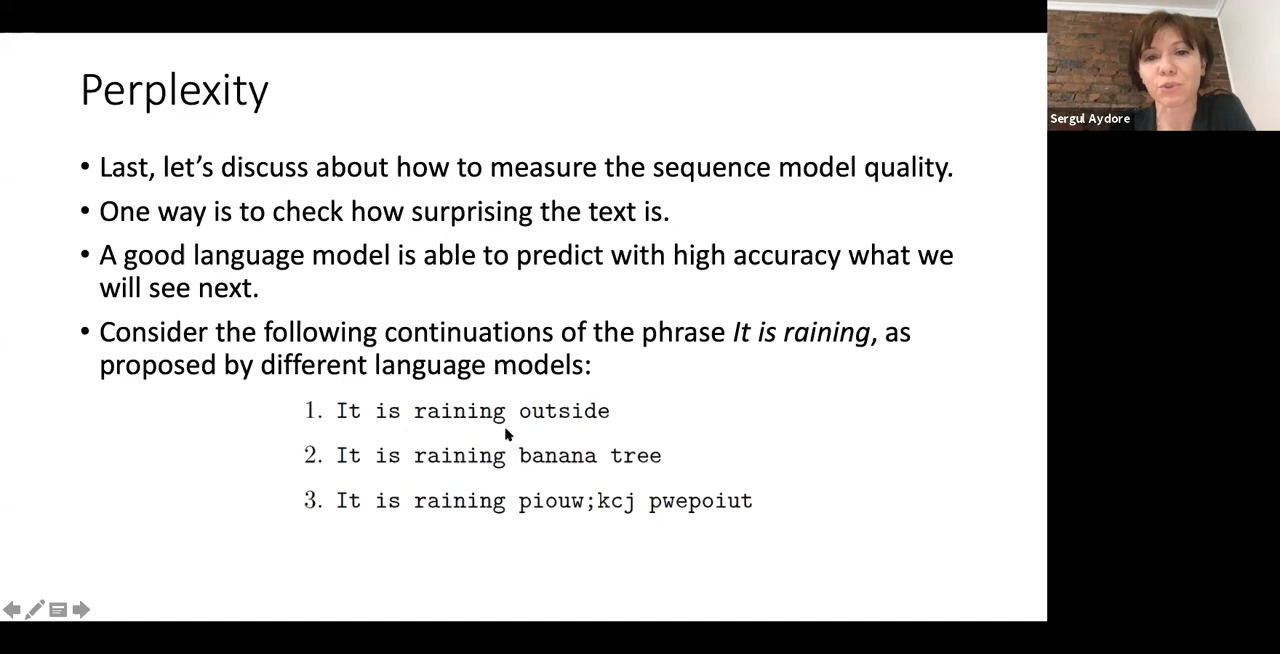 Perplexity
• Last, let’s discuss about how to measure the sequence model quality.
• One way is to check how surprising the text is.
• A good language model is able to predict with high accuracy what we
will see next.
• Consider the following continuations of the phrase It is raining, as
proposed by different language models:
1. It is raining outside
2. It is raining banana tree
3. It is raining piouw;kcj pwepoiut
Sergul Aydore